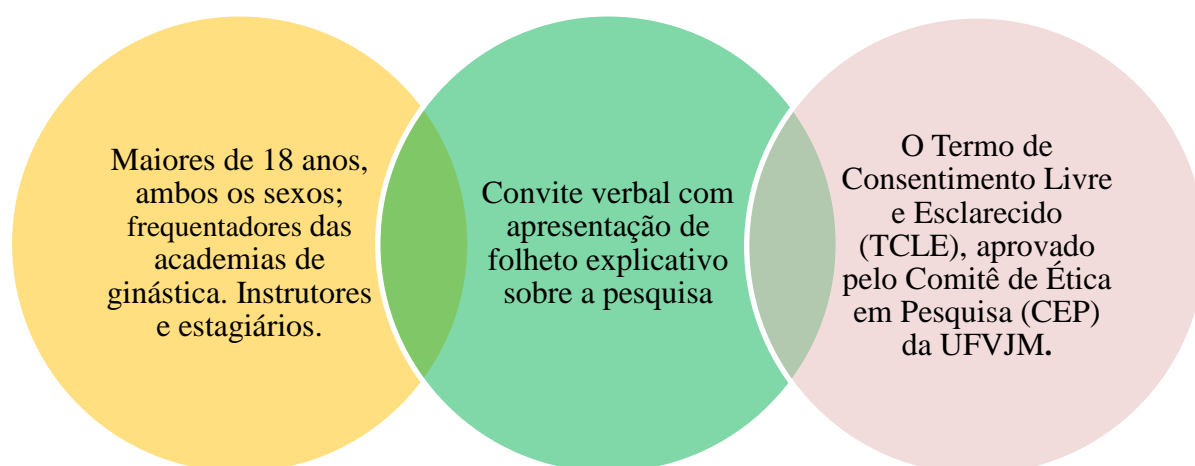 Maiores de 18 anos,
ambos os sexos;
frequentadores das
academias de
ginástica. Instrutores
e estagiários.
Convite verbal com
apresentação de
folheto explicativo
sobre a pesquisa
O Termo de
Consentimento Livre
e Esclarecido
(TCLE), aprovado
pelo Comitê de Ética
em Pesquisa (CEP)
da UFVJM.